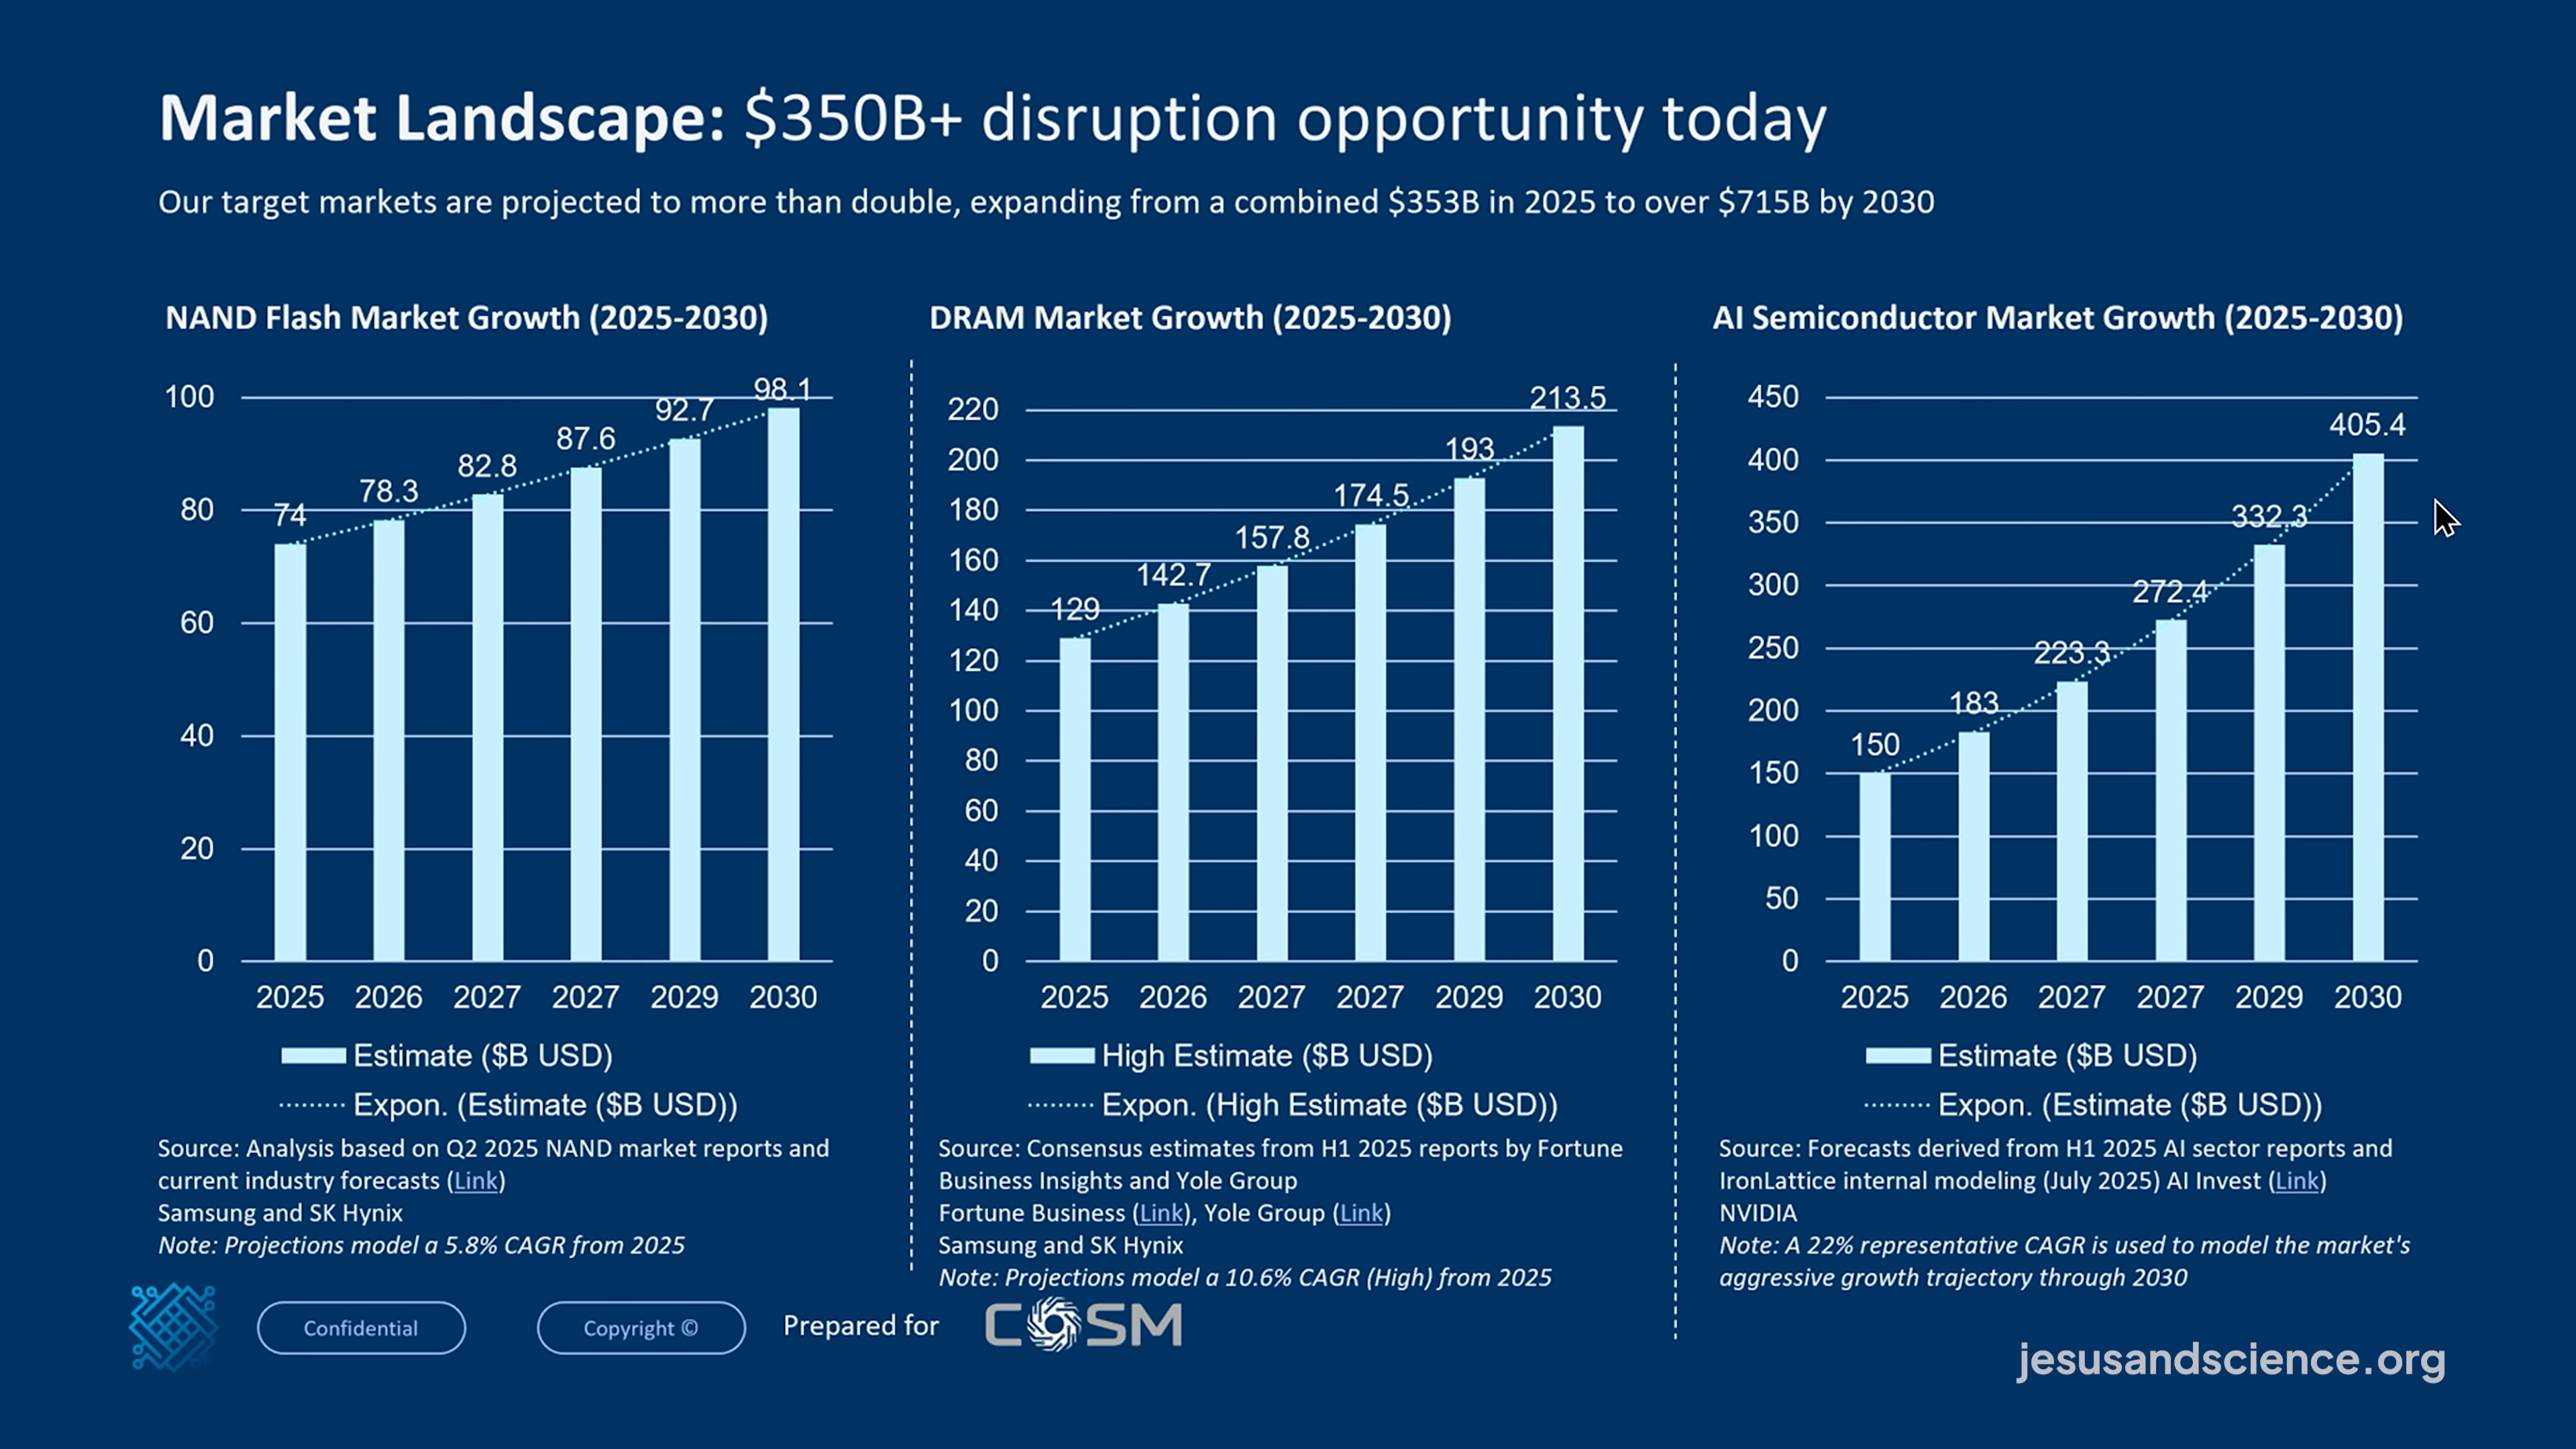 Market Landscape: $350B+ disruption opportunity today
Our target markets are projected to more than double, expanding from a combined $353B in 2025 to over $715B by 2030
NAND Flash Market Growth (2025-2030)
100
80
60
40
20
0
74
78.3
82.8
87.6
92.7
98.1
2025 2026 2027 2027 2029 2030
Estimate ($B USD)
Expon. (Estimate ($B USD))
Source: Analysis based on Q2 2025 NAND market reports and
current industry forecasts (Link)
Samsung and SK Hynix
Note: Projections model a 5.8% CAGR from 2025
DRAM Market Growth (2025-2030)
220
200
180
160
140
120
100
80
60
40
20
0
129
142.7
157.8
174.5
193
213.5
2025 2026 2027 2027 2029 2030
High Estimate ($B USD)
Expon. (High Estimate ($B USD))
Source: Consensus estimates from H1 2025 reports by Fortune
Business Insights and Yole Group
Fortune Business (Link), Yole Group (Link)
Samsung and SK Hynix
Note: Projections model a 10.6% CAGR (High) from 2025
AI Semiconductor Market Growth (2025-2030)
450
400
350
300
250
200
150
100
50
0
150
183
223.3
272.4
332.3
405.4
2025 2026 2027 2027 2029 2030
Estimate ($B USD)
Expon. (Estimate ($B USD))
Source: Forecasts derived from H1 2025 AI sector reports and
IronLattice internal modeling (July 2025) AI Invest (Link)
NVIDIA
Note: A 22% representative CAGR is used to model the market's
aggressive growth trajectory through 2030
Confidential
Copyright ©
Prepared for COSM
jesusandscience.org